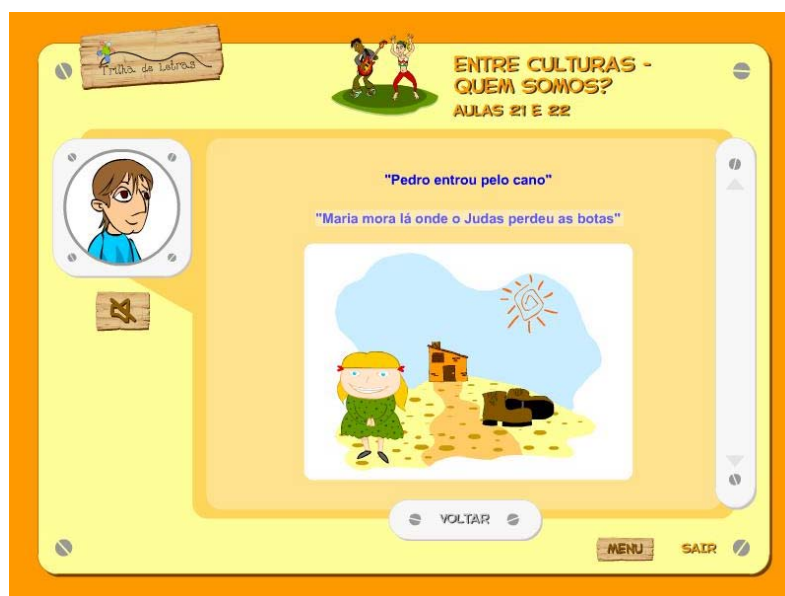 Trilha de Letras
ENTRE CULTURAS -
QUEM SOMOS?
AULAS 21 E 22
"Pedro entrou pelo cano"
"Maria mora lá onde o Judas perdeu as botas"
VOLTAR
MENU
SAIR